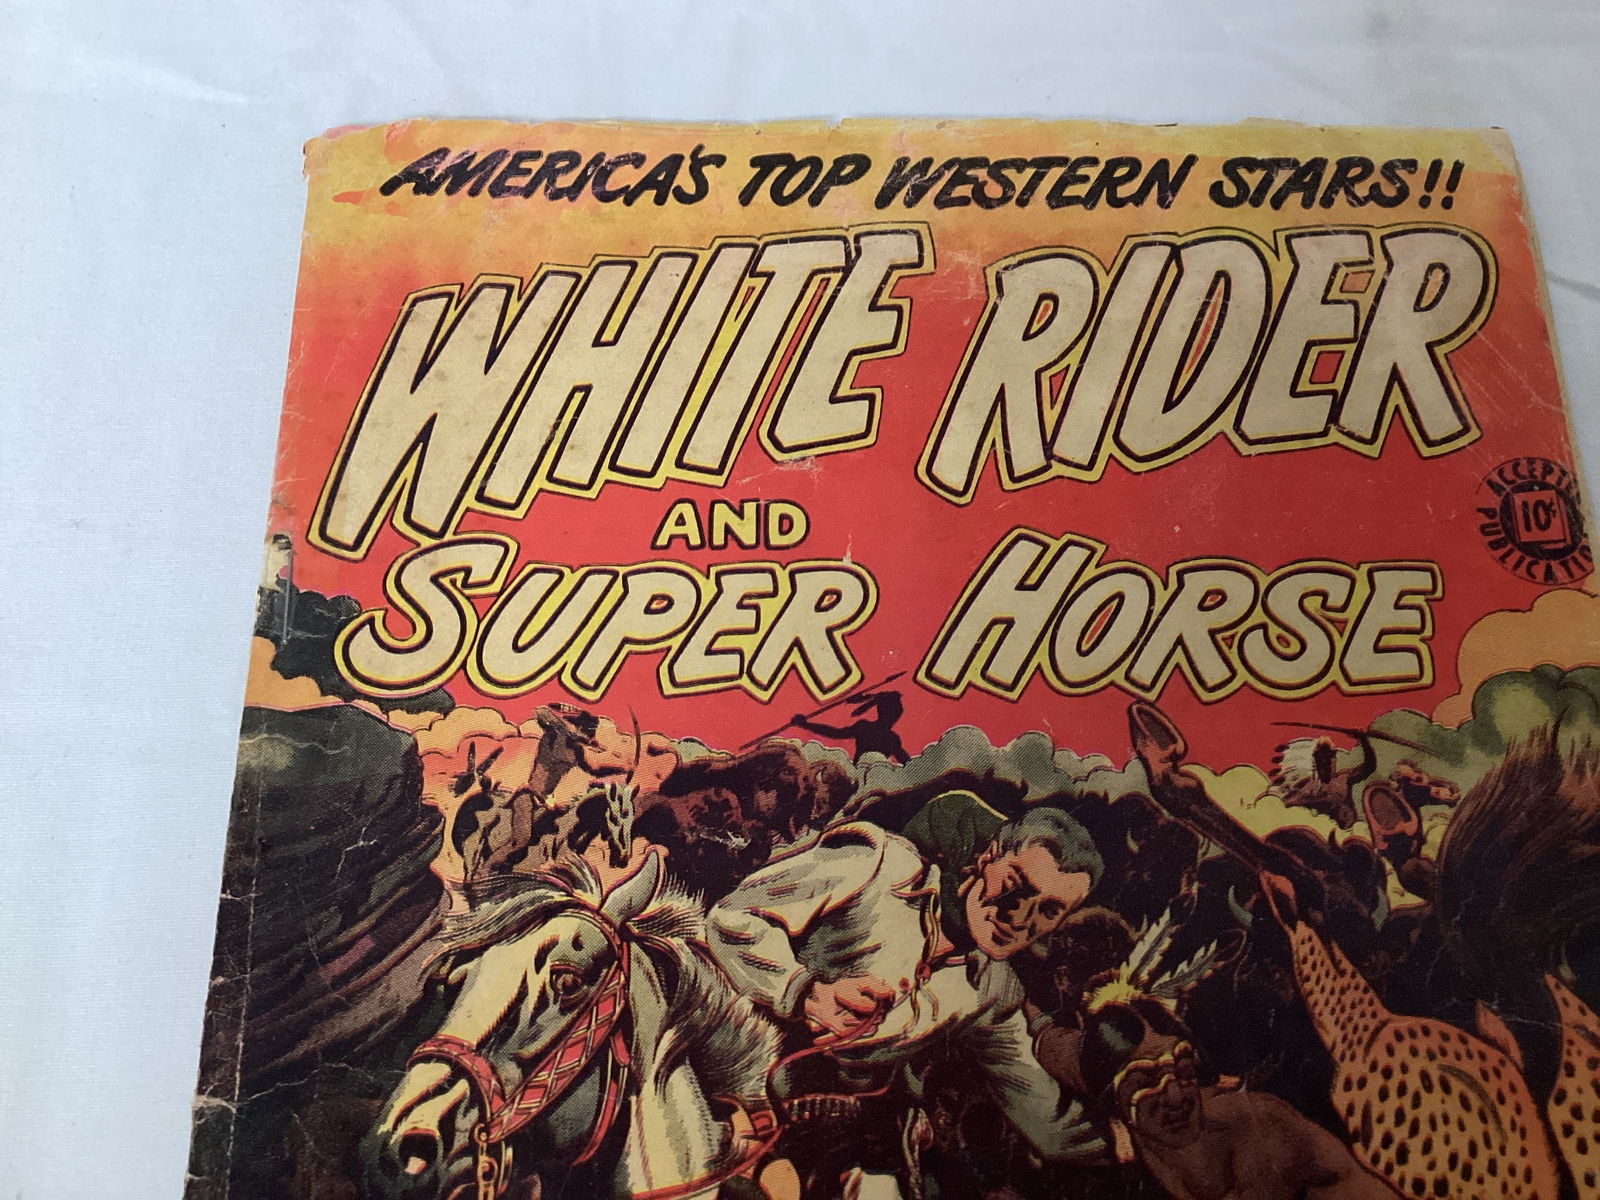 AMERICA'S TOP WESTERN STARS!!
WHITE RIDER
AND
SUPER HORSE
10¢